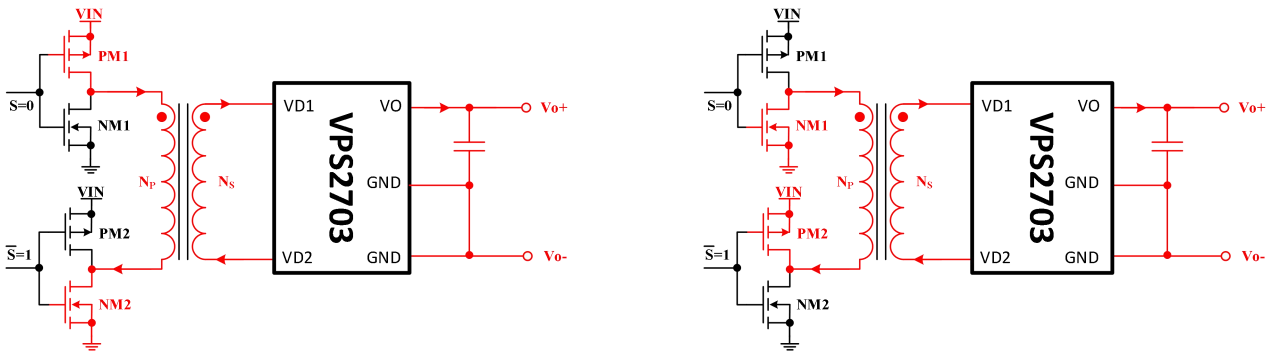 VIN
PM1
S=0
NM1
VIN
PM2
S̅=1
NM2
NP
NS
VD1
VO
GND
VD2
GND
VPS2703
Vo+
Vo-
VIN
PM1
S=0
NM1
VIN
PM2
S̅=1
NM2
NP
NS
VD1
VO
GND
VD2
GND
VPS2703
Vo+
Vo-